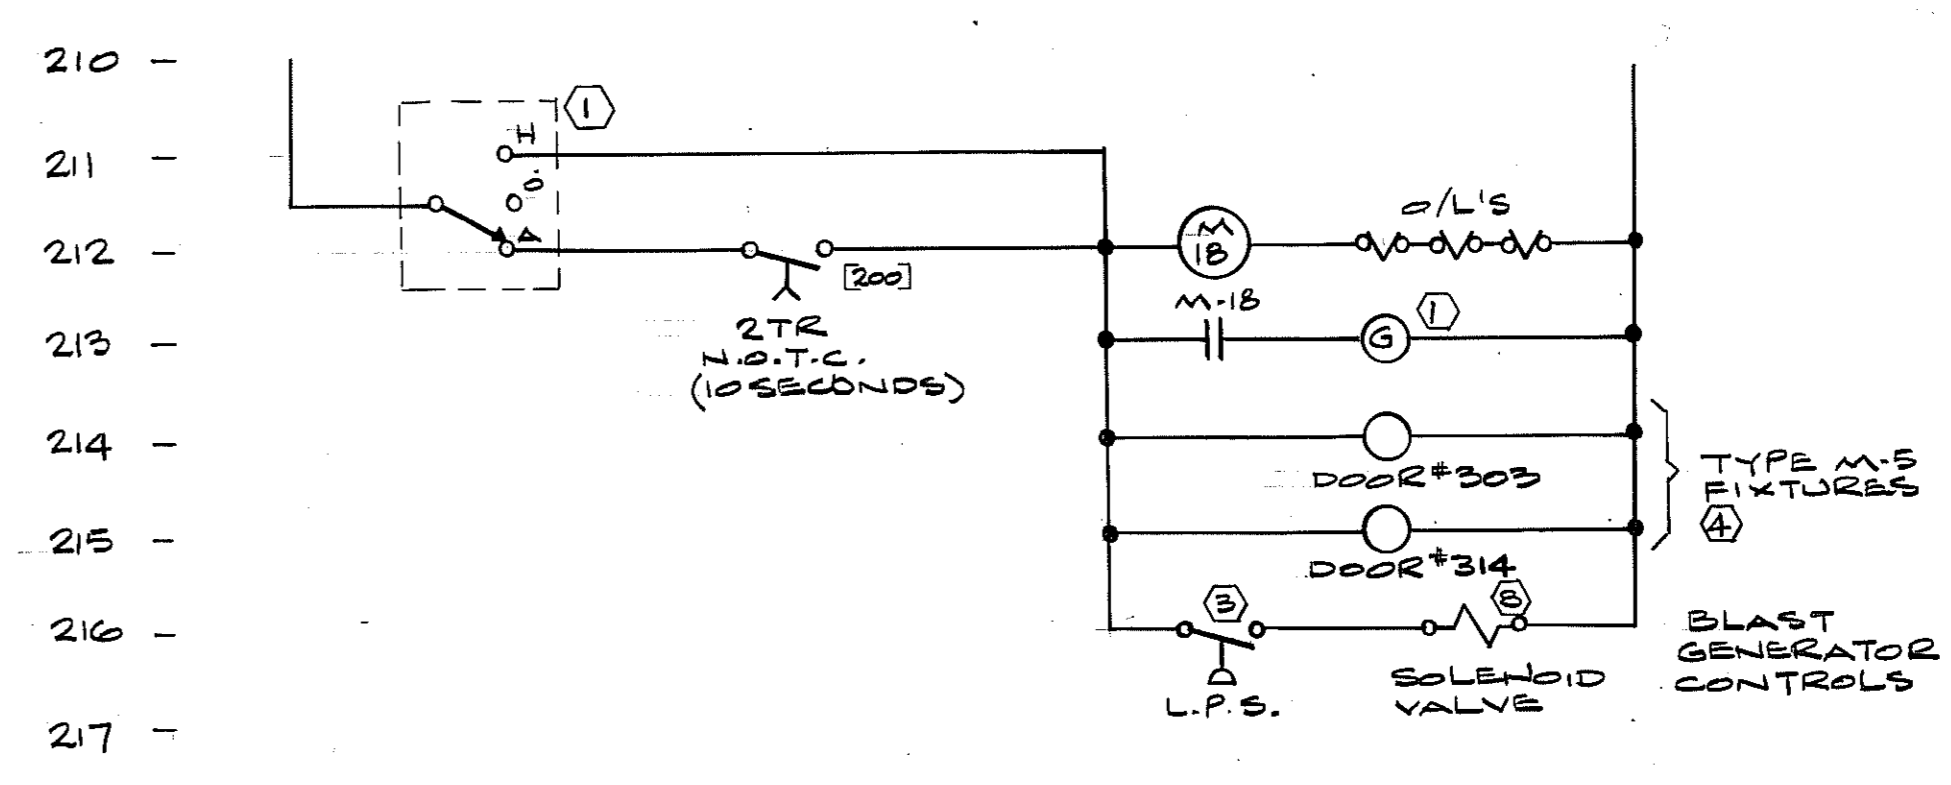 210 -
1
H
211 -
O
O/L'S
A
M
18
212 -
[200]
M-18
1
2TR
213 -
G
N.O.T.C.
(10 SECONDS)
214 -
TYPE M-5
DOOR #303
FIXTURES
4
215 -
DOOR #314
3
8
216 -
BLAST
GENERATOR
SOLENOID
CONTROLS
L.P.S.
VALVE
217 -